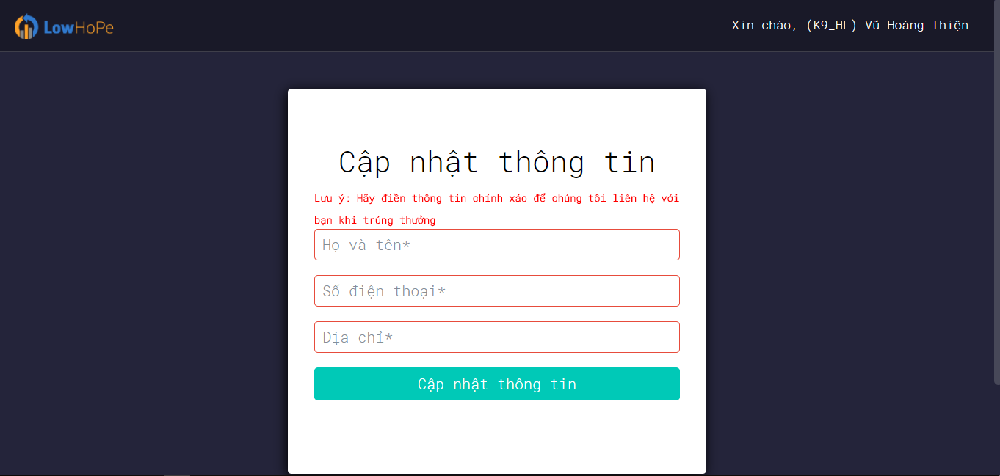 LowHoPe
Xin chào, (K9_HL) Vũ Hoàng Thiện
Cập nhật thông tin
Lưu ý: Hãy điền thông tin chính xác để chúng tôi liên hệ với
bạn khi trúng thưởng
Họ và tên*
Số điện thoại*
Địa chỉ*
Cập nhật thông tin